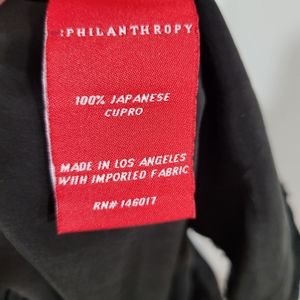 :PHILANTHROPY
100% JAPANESE
CUPRO
MADE IN LOS ANGELES
WITH IMPORTED FABRIC
RN# 146017